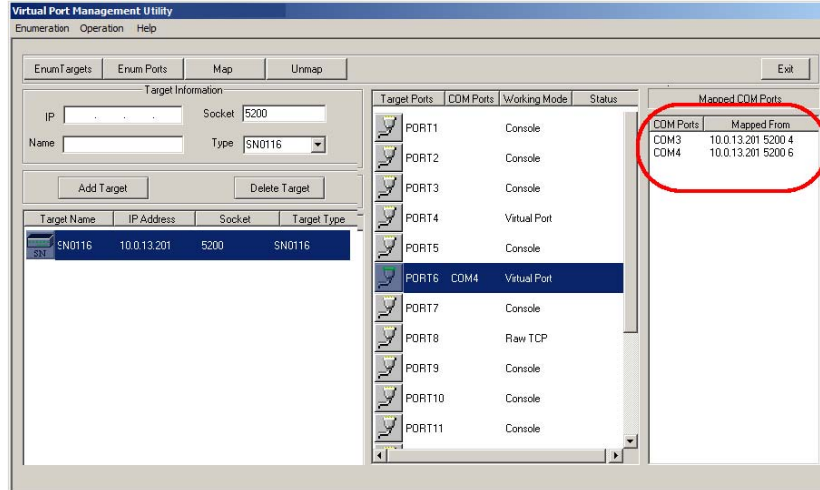 Virtual Port Management Utility
Enumeration Operation Help
EnumTargets Enum Ports Map Unmap Exit
Target Information
IP . . . Socket 5200
Name Type SN0116
Add Target Delete Target
Target Name IP Address Socket Target Type
SN SN0116 10.0.13.201 5200 SN0116
Target Ports COM Ports Working Mode Status
PORT1 Console
PORT2 Console
PORT3 Console
PORT4 Virtual Port
PORT5 Console
PORT6 COM4 Virtual Port
PORT7 Console
PORT8 Raw TCP
PORT9 Console
PORT10 Console
PORT11 Console
Mapped COM Ports
COM Ports Mapped From
COM3 10.0.13.201 5200 4
COM4 10.0.13.201 5200 6